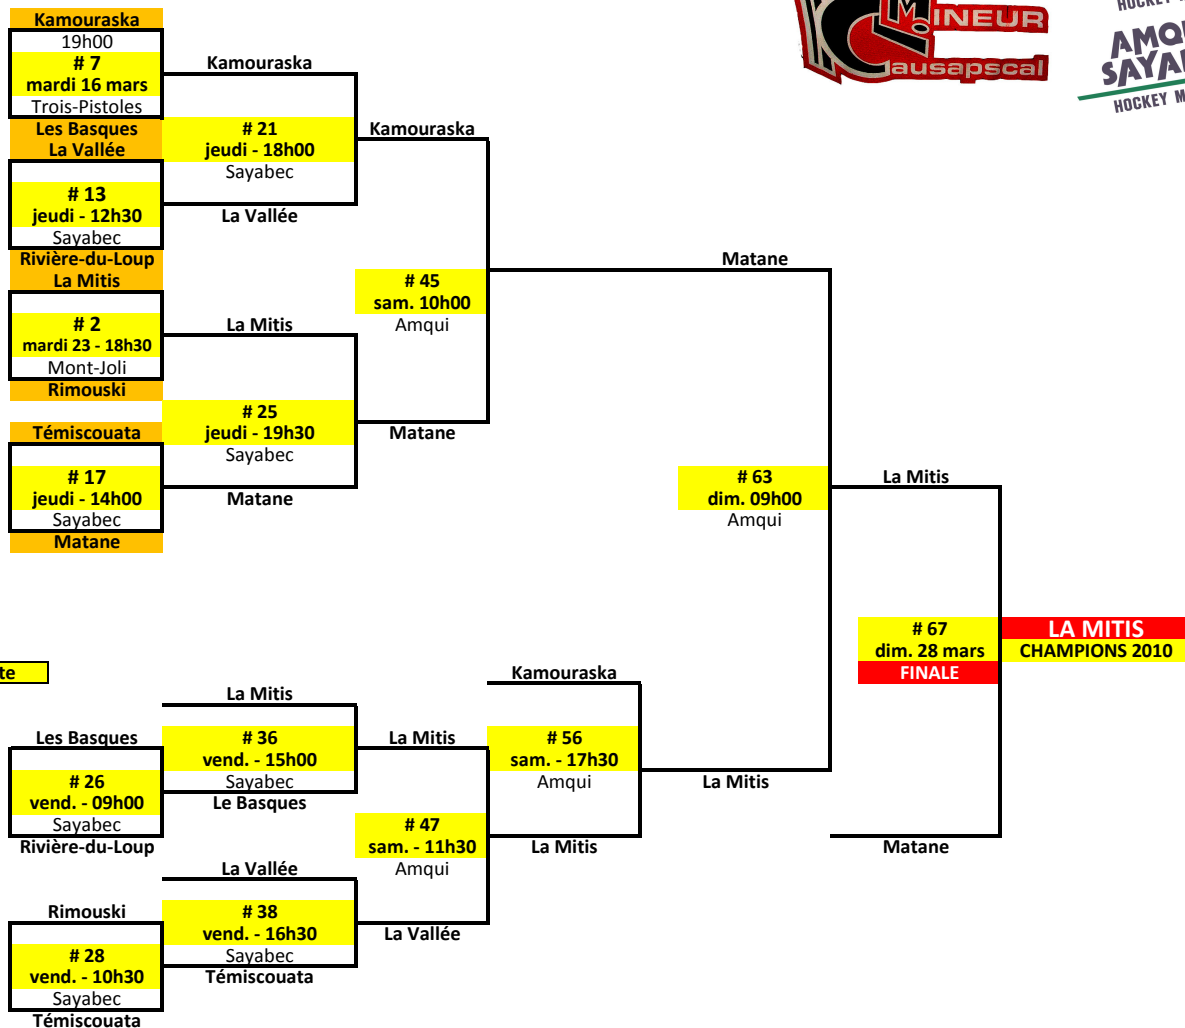 Kamouraska
19h00
# 7
mardi 16 mars
Trois-Pistoles
Les Basques
La Vallée
# 13
jeudi - 12h30
Sayabec
Rivière-du-Loup
La Mitis
# 2
mardi 23 - 18h30
Mont-Joli
Rimouski
Témiscouata
# 17
jeudi - 14h00
Sayabec
Matane
Kamouraska
# 21
jeudi - 18h00
Sayabec
La Vallée
La Mitis
# 25
jeudi - 19h30
Sayabec
Matane
Kamouraska
# 45
sam. 10h00
Amqui
Matane
Matane
# 63
dim. 09h00
Amqui
La Mitis
# 67
dim. 28 mars
FINALE
LA MITIS
CHAMPIONS 2010
Les Basques
# 26
vend. - 09h00
Sayabec
Rivière-du-Loup
Rimouski
# 28
vend. - 10h30
Sayabec
Témiscouata
La Mitis
# 36
vend. - 15h00
Sayabec
Le Basques
La Vallée
# 38
vend. - 16h30
Sayabec
Témiscouata
La Mitis
# 47
sam. - 11h30
Amqui
La Vallée
Kamouraska
# 56
sam. - 17h30
Amqui
La Mitis
La Mitis
Matane
MINEUR
Causapscal
HOCKEY